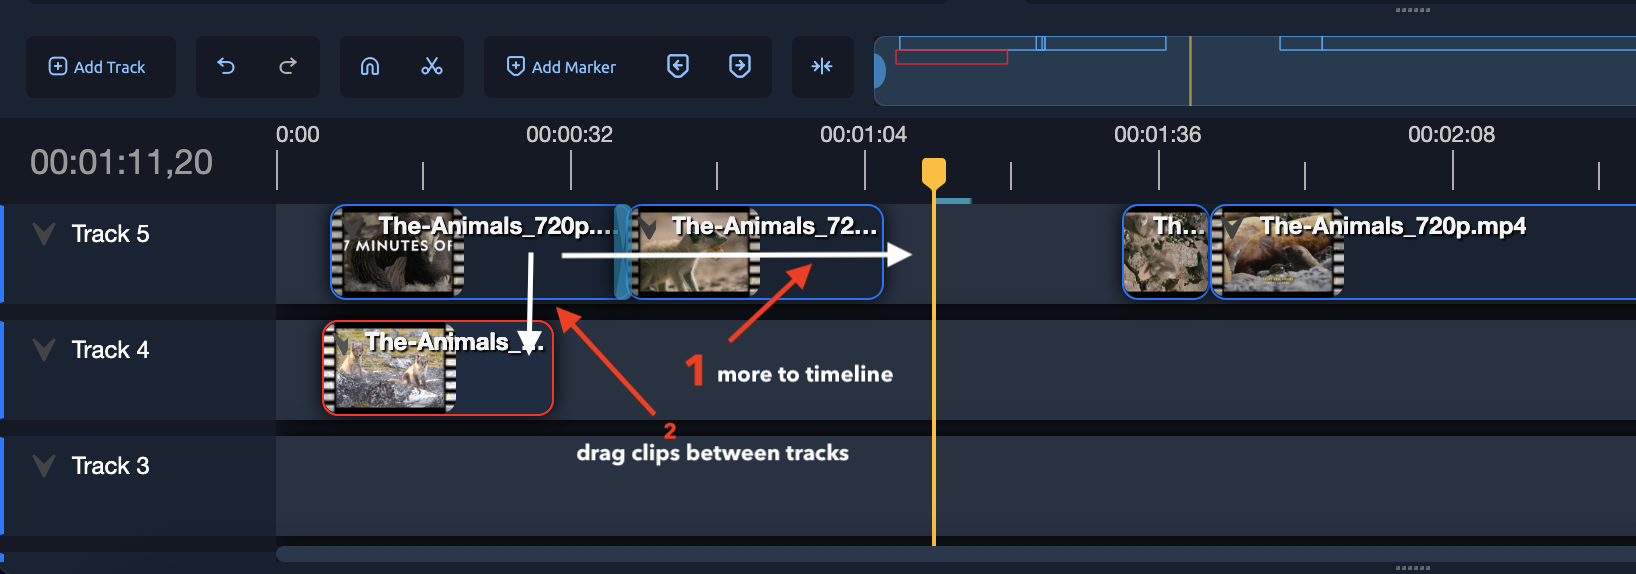 Add Track
Add Marker
0:00
00:00:32
00:01:04
00:01:36
00:02:08
00:01:11,20
Track 5
The-Animals_720p....
The-Animals_72...
Th...
The-Animals_720p.mp4
7 MINUTES OF
Track 4
The-Animals_...
1 more to timeline
2
drag clips between tracks
Track 3